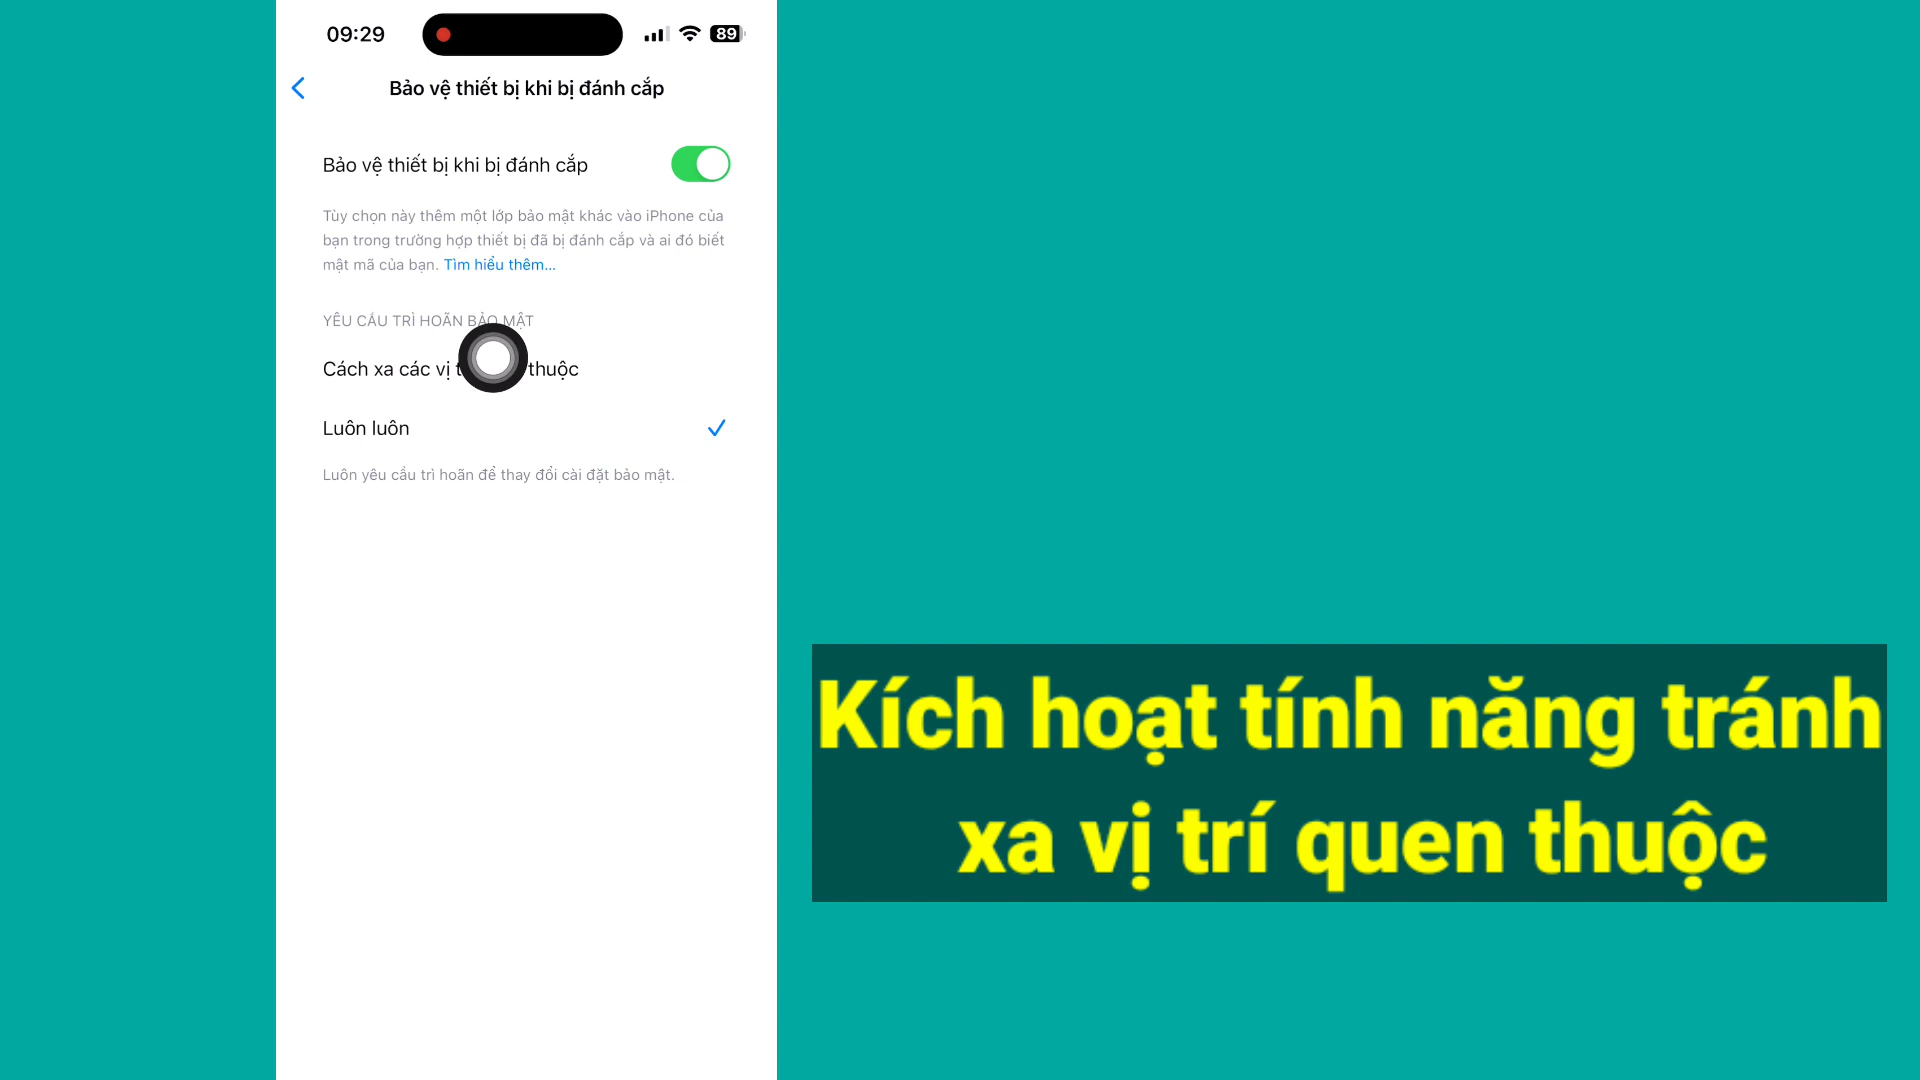 09:29
89
Bảo vệ thiết bị khi bị đánh cắp
Bảo vệ thiết bị khi bị đánh cắp
Tùy chọn này thêm một lớp bảo mật khác vào iPhone của
bạn trong trường hợp thiết bị đã bị đánh cắp và ai đó biết
mật mã của bạn. Tìm hiểu thêm...
YÊU CẦU TRÌ HOÃN BẢO MẬT
Cách xa các vị thuộc
Luôn luôn
Luôn yêu cầu trì hoãn để thay đổi cài đặt bảo mật.
Kích hoạt tính năng tránh
xa vị trí quen thuộc